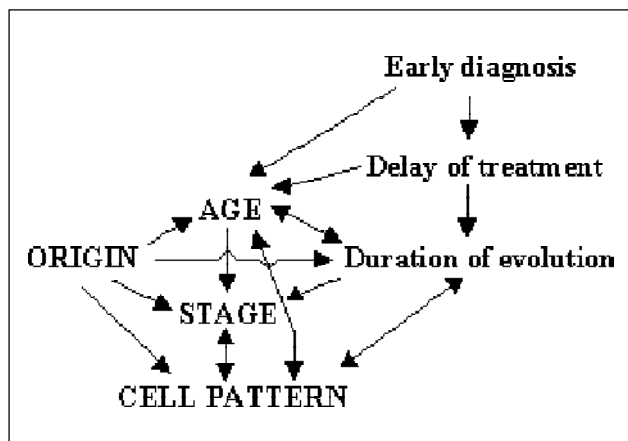 Early diagnosis
Delay of treatment
AGE
ORIGIN
Duration of evolution
STAGE
CELL PATTERN